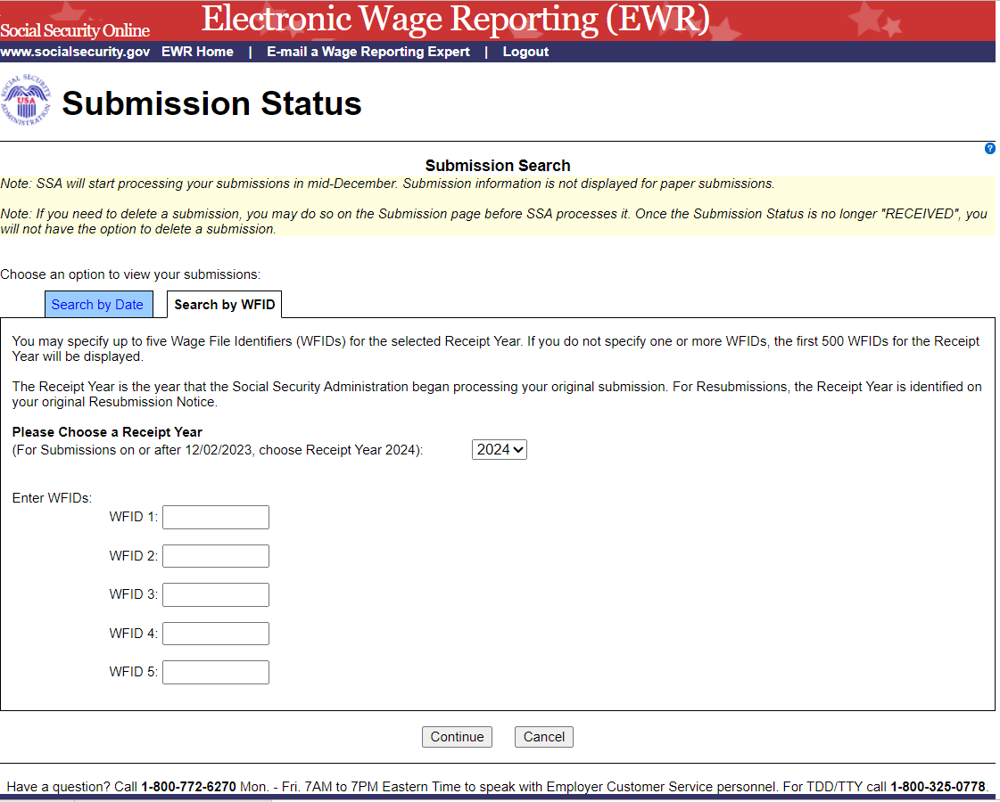 Social Security Online
Electronic Wage Reporting (EWR)
www.socialsecurity.gov EWR Home | E-mail a Wage Reporting Expert | Logout
SOCIAL SECURITY ADMINISTRATION
USA
Submission Status
?
Submission Search
Note: SSA will start processing your submissions in mid-December. Submission information is not displayed for paper submissions.
Note: If you need to delete a submission, you may do so on the Submission page before SSA processes it. Once the Submission Status is no longer "RECEIVED", you
will not have the option to delete a submission.
Choose an option to view your submissions:
Search by Date Search by WFID
You may specify up to five Wage File Identifiers (WFIDs) for the selected Receipt Year. If you do not specify one or more WFIDs, the first 500 WFIDs for the Receipt
Year will be displayed.
The Receipt Year is the year that the Social Security Administration began processing your original submission. For Resubmissions, the Receipt Year is identified on
your original Resubmission Notice.
Please Choose a Receipt Year
(For Submissions on or after 12/02/2023, choose Receipt Year 2024): 2024
Enter WFIDs:
WFID 1:
WFID 2:
WFID 3:
WFID 4:
WFID 5:
Continue Cancel
Have a question? Call 1-800-772-6270 Mon. - Fri. 7AM to 7PM Eastern Time to speak with Employer Customer Service personnel. For TDD/TTY call 1-800-325-0778.